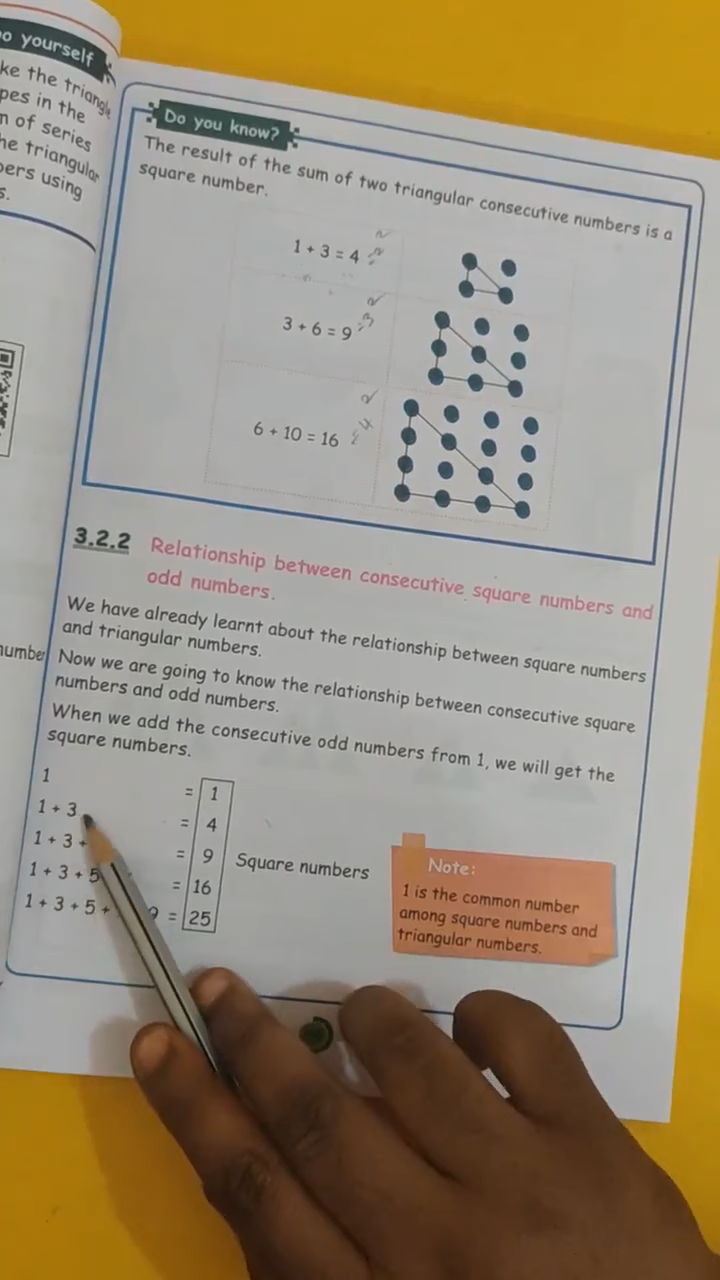 o yourself
ke the triangle
pes in the
n of series
he triangular
bers using
s.
number
Do you know?
The result of the sum of two triangular consecutive numbers is a
square number.
1 + 3 = 4
3 + 6 = 9
6 + 10 = 16
3.2.2 Relationship between consecutive square numbers and
odd numbers.
We have already learnt about the relationship between square numbers
and triangular numbers.
Now we are going to know the relationship between consecutive square
numbers and odd numbers.
When we add the consecutive odd numbers from 1, we will get the
square numbers.
1 = 1
1 + 3 = 4
1 + 3 + = 9
1 + 3 + 5 = 16
1 + 3 + 5 + 9 = 25
Square numbers
Note:
1 is the common number
among square numbers and
triangular numbers.